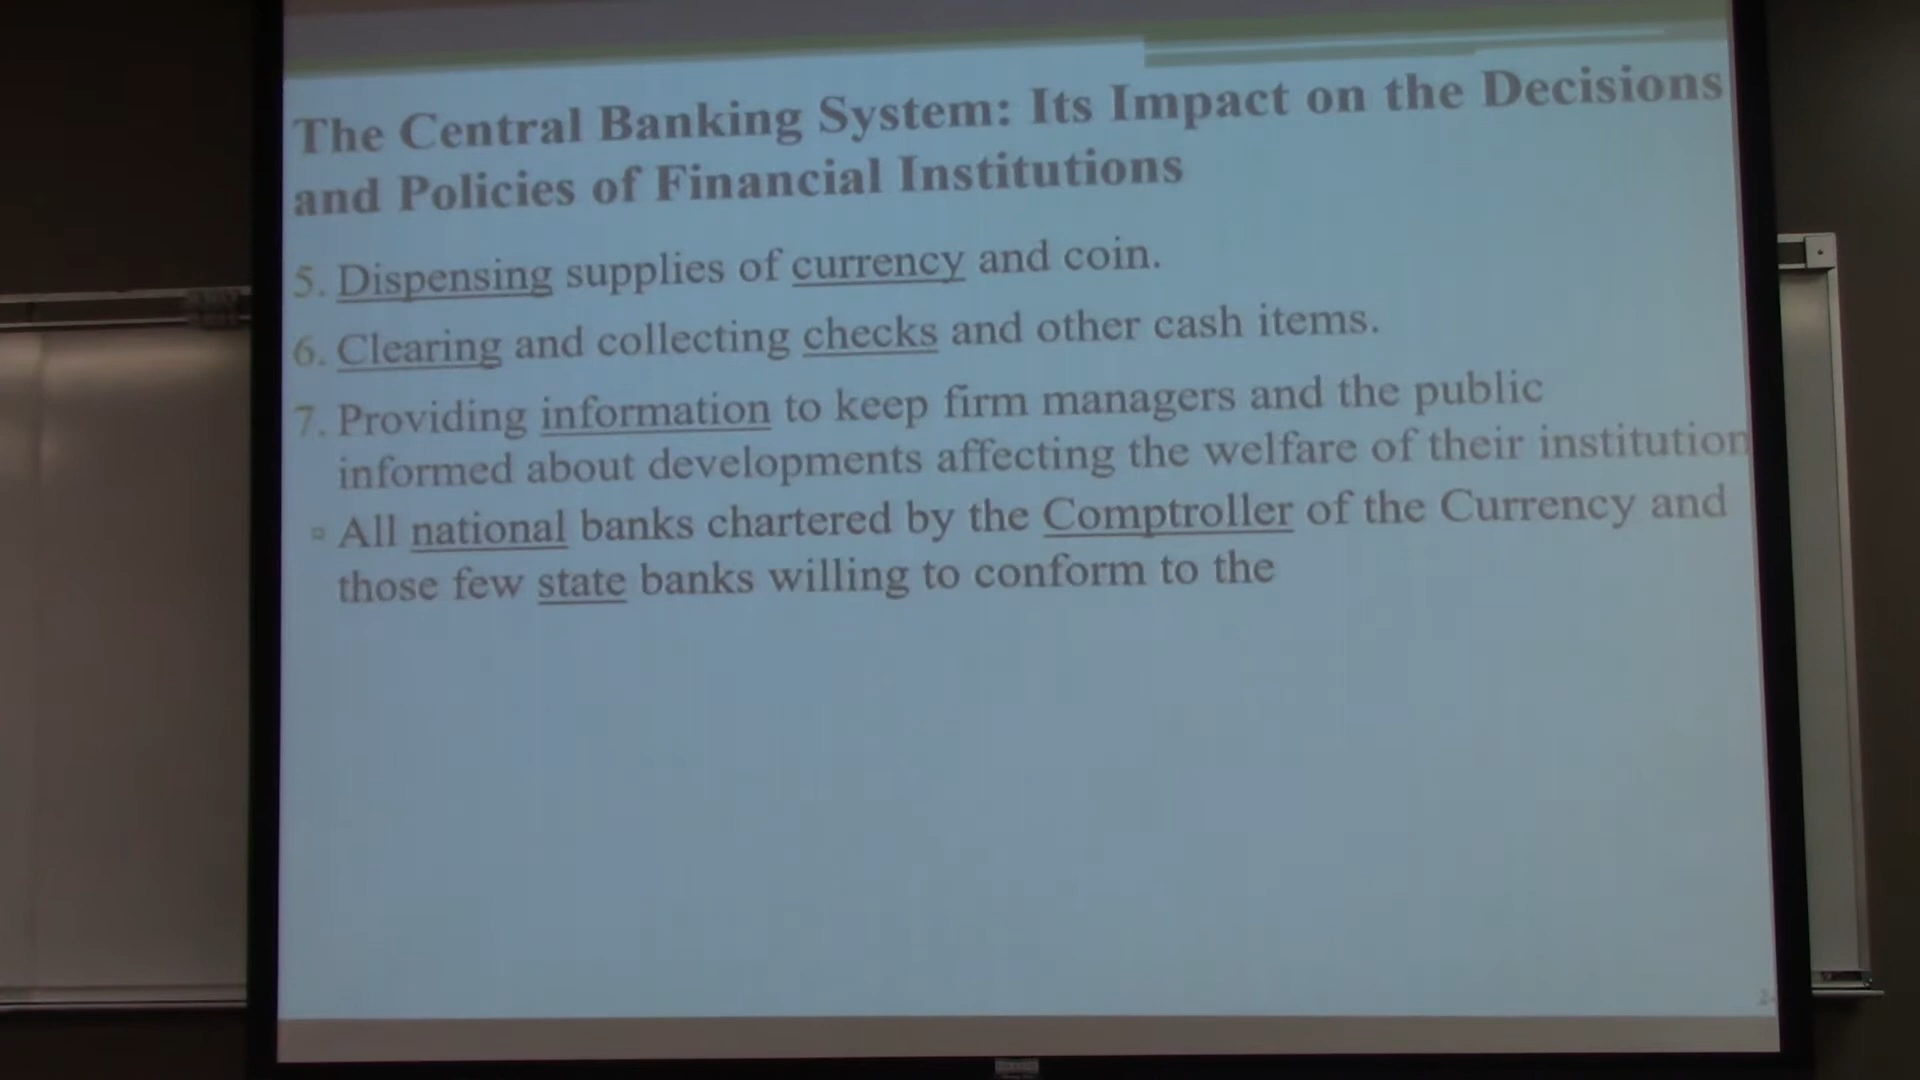 The Central Banking System: Its Impact on the Decisions
and Policies of Financial Institutions
5. Dispensing supplies of currency and coin.
6. Clearing and collecting checks and other cash items.
7. Providing information to keep firm managers and the public
informed about developments affecting the welfare of their institution
▫ All national banks chartered by the Comptroller of the Currency and
those few state banks willing to conform to the